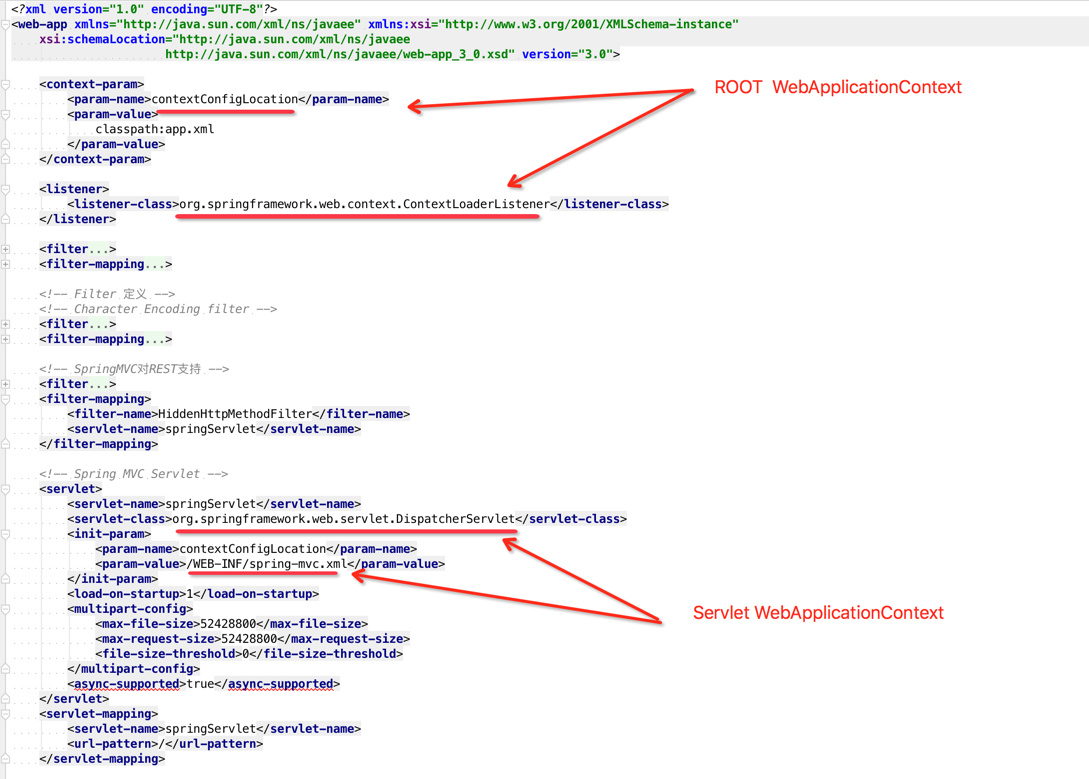 <?xml version="1.0" encoding="UTF-8"?>
<web-app xmlns="http://java.sun.com/xml/ns/javaee" xmlns:xsi="http://www.w3.org/2001/XMLSchema-instance"
xsi:schemaLocation="http://java.sun.com/xml/ns/javaee
http://java.sun.com/xml/ns/javaee/web-app_3_0.xsd" version="3.0">
<context-param>
ROOT WebApplicationContext
<param-name>contextConfigLocation</param-name>
<param-value>
classpath:app.xml
</param-value>
</context-param>
<listener>
<listener-class>org.springframework.web.context.ContextLoaderListener</listener-class>
</listener>
<filter...>
<filter-mapping...>
<!-- Filter 定义 -->
<!-- Character Encoding filter -->
<filter...>
<filter-mapping...>
<!-- SpringMVC对REST支持 -->
<filter...>
<filter-mapping>
<filter-name>HiddenHttpMethodFilter</filter-name>
<servlet-name>springServlet</servlet-name>
</filter-mapping>
<!-- Spring MVC Servlet -->
<servlet>
<servlet-name>springServlet</servlet-name>
<servlet-class>org.springframework.web.servlet.DispatcherServlet</servlet-class>
<init-param>
<param-name>contextConfigLocation</param-name>
<param-value>/WEB-INF/spring-mvc.xml</param-value>
</init-param>
<load-on-startup>1</load-on-startup>
<multipart-config>
Servlet WebApplicationContext
<max-file-size>52428800</max-file-size>
<max-request-size>52428800</max-request-size>
<file-size-threshold>0</file-size-threshold>
</multipart-config>
<async-supported>true</async-supported>
</servlet>
<servlet-mapping>
<servlet-name>springServlet</servlet-name>
<url-pattern>/</url-pattern>
</servlet-mapping>